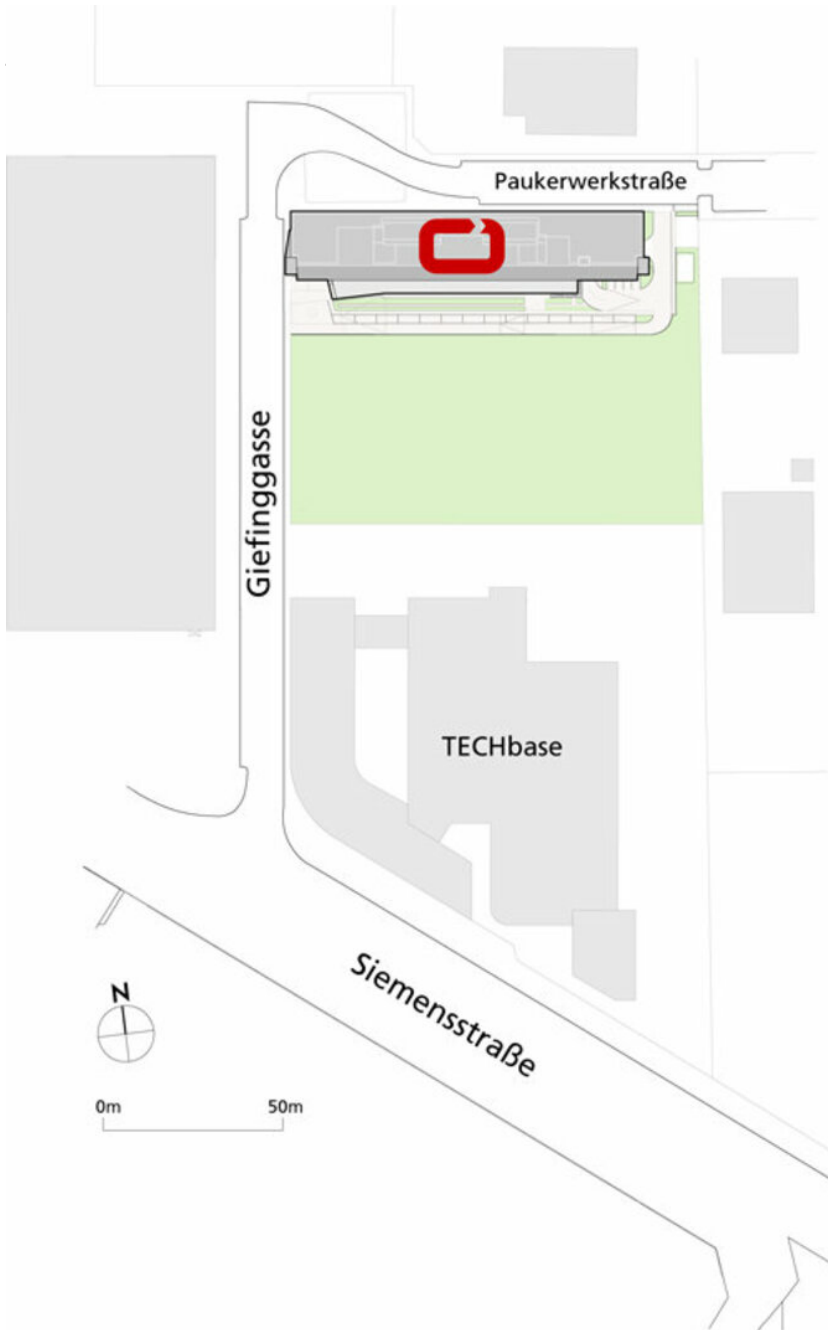 Paukerwerkstraße
Giefinggasse
TECHbase
Siemensstraße
N
0m 50m